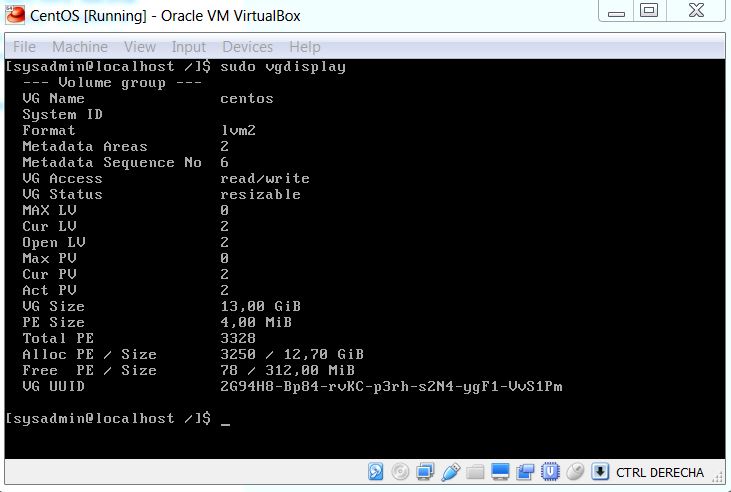 CentOS [Running] - Oracle VM VirtualBox
File Machine View Input Devices Help
[sysadmin@localhost /]$ sudo vgdisplay
--- Volume group ---
VG Name centos
System ID
Format lvm2
Metadata Areas 2
Metadata Sequence No 6
VG Access read/write
VG Status resizable
MAX LV 0
Cur LV 2
Open LV 2
Max PV 0
Cur PV 2
Act PV 2
VG Size 13,00 GiB
PE Size 4,00 MiB
Total PE 3328
Alloc PE / Size 3250 / 12,70 GiB
Free PE / Size 78 / 312,00 MiB
VG UUID 2G94H8-Bp84-rvKC-p3rh-s2N4-ygF1-VvS1Pm
[sysadmin@localhost /]$ _
CTRL DERECHA